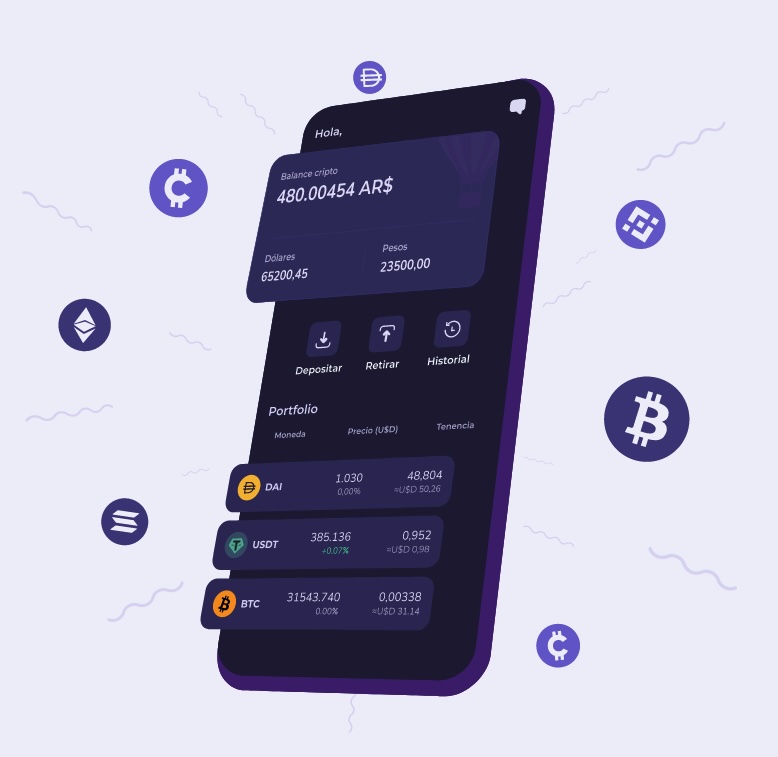 Hola,
Balance cripto
480.00454 AR$
Dólares
65200,45
Pesos
23500,00
Depositar
Retirar
Historial
Portfolio
Moneda Precio (U$D) Tenencia
DAI 1.030 48,804
0,00% ≈U$D 50,26
USDT 385.136 0,952
+0.07% ≈U$D 0,98
BTC 31543.740 0,00338
0.00% ≈U$D 31.14